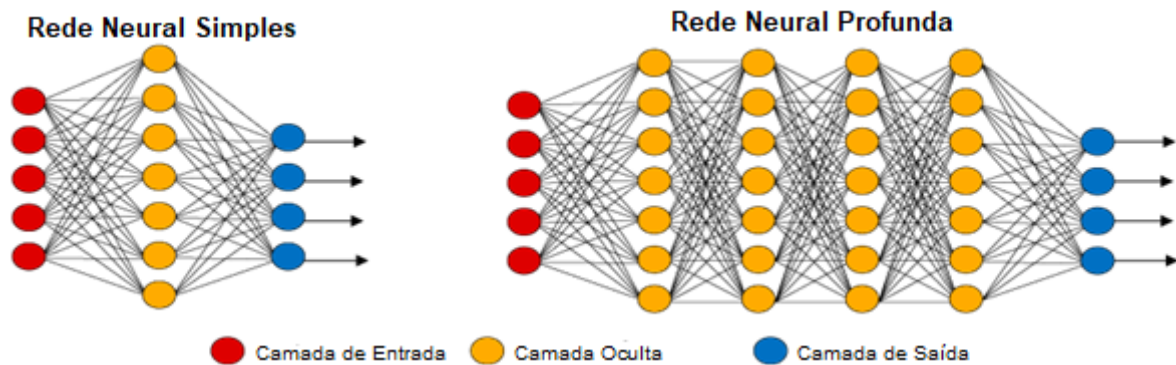 Rede Neural Simples
Rede Neural Profunda
Camada de Entrada
Camada Oculta
Camada de Saída